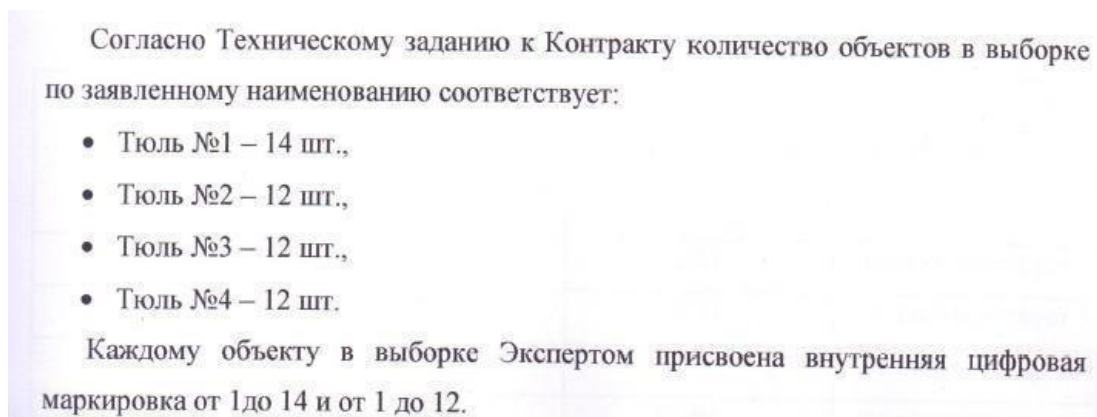 Согласно Техническому заданию к Контракту количество объектов в выборке
по заявленному наименованию соответствует:
• Тюль №1 – 14 шт.,
• Тюль №2 – 12 шт.,
• Тюль №3 – 12 шт.,
• Тюль №4 – 12 шт.
Каждому объекту в выборке Экспертом присвоена внутренняя цифровая
маркировка от 1до 14 и от 1 до 12.